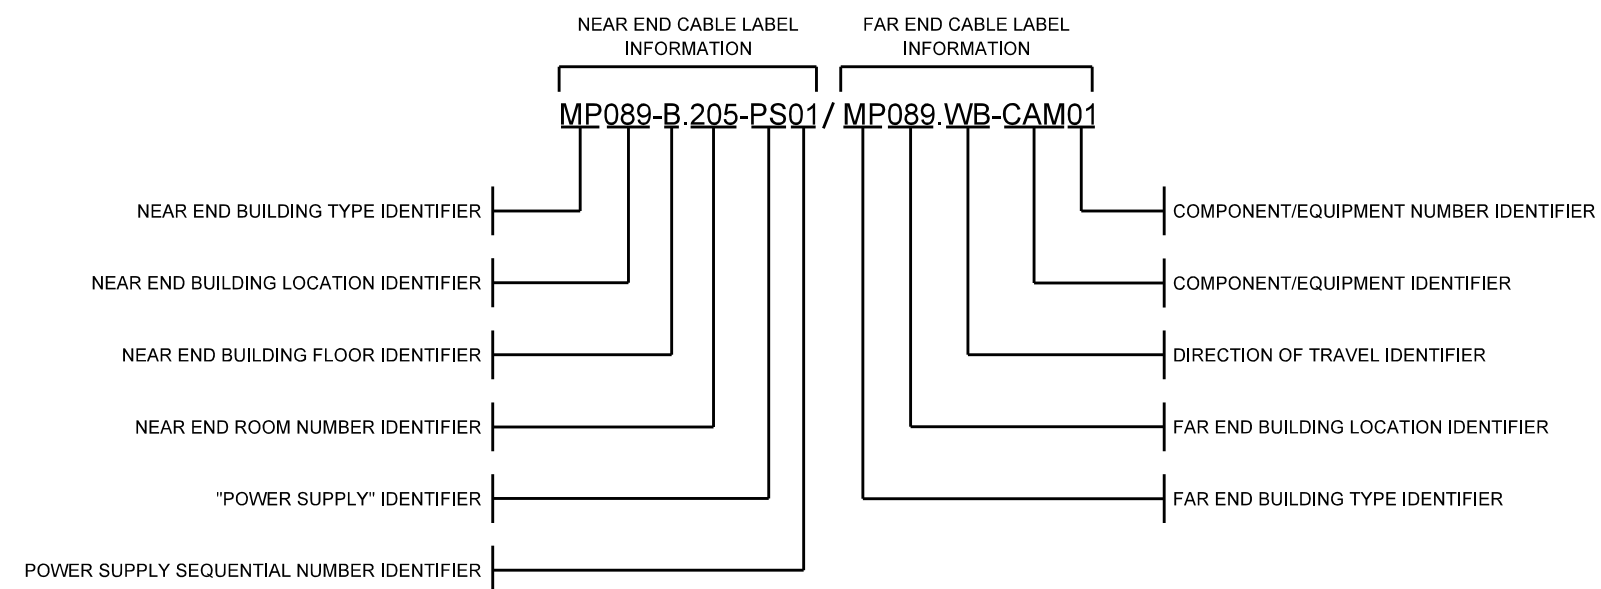 NEAR END CABLE LABEL
INFORMATION
FAR END CABLE LABEL
INFORMATION
MP089-B.205-PS01/MP089.WB-CAM01
NEAR END BUILDING TYPE IDENTIFIER
NEAR END BUILDING LOCATION IDENTIFIER
NEAR END BUILDING FLOOR IDENTIFIER
NEAR END ROOM NUMBER IDENTIFIER
"POWER SUPPLY" IDENTIFIER
POWER SUPPLY SEQUENTIAL NUMBER IDENTIFIER
COMPONENT/EQUIPMENT NUMBER IDENTIFIER
COMPONENT/EQUIPMENT IDENTIFIER
DIRECTION OF TRAVEL IDENTIFIER
FAR END BUILDING LOCATION IDENTIFIER
FAR END BUILDING TYPE IDENTIFIER